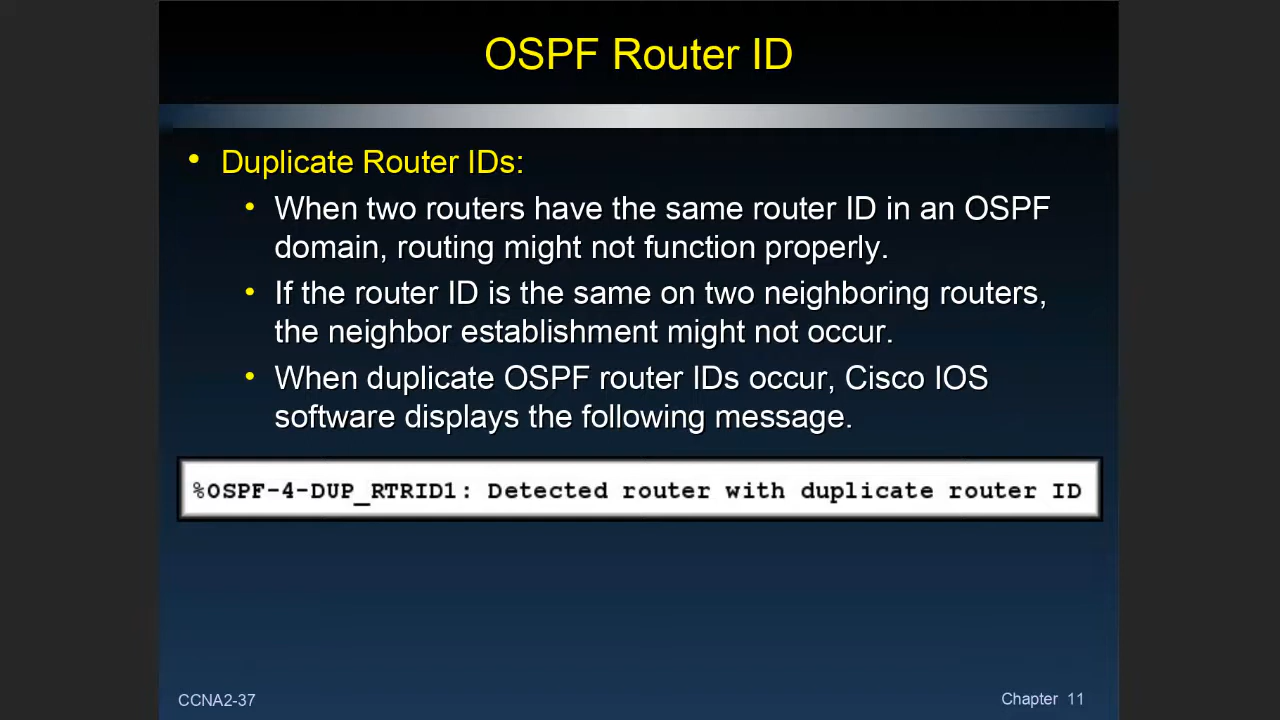 OSPF Router ID
• Duplicate Router IDs:
• When two routers have the same router ID in an OSPF
domain, routing might not function properly.
• If the router ID is the same on two neighboring routers,
the neighbor establishment might not occur.
• When duplicate OSPF router IDs occur, Cisco IOS
software displays the following message.
%OSPF-4-DUP_RTRID1: Detected router with duplicate router ID
CCNA2-37
Chapter 11